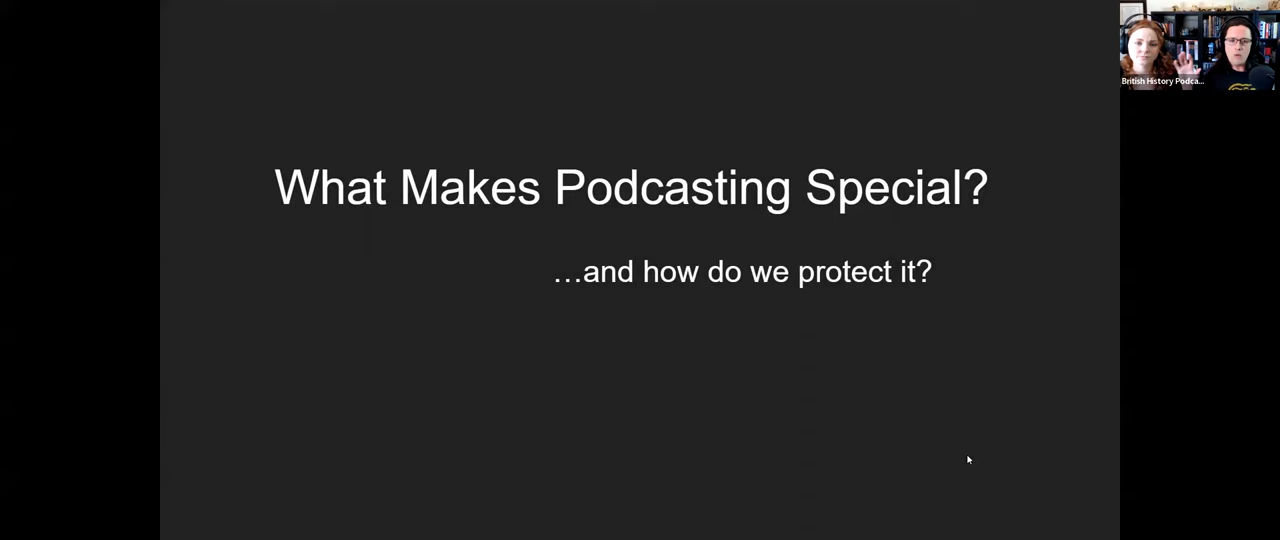 What Makes Podcasting Special?
…and how do we protect it?
British History Podca...